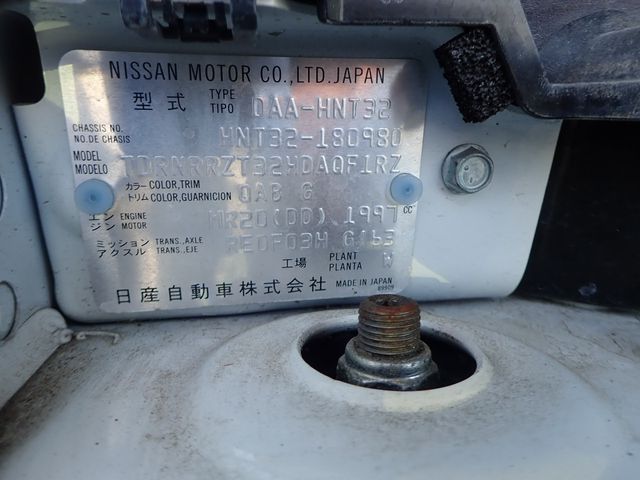 NISSAN MOTOR CO.,LTD.JAPAN
型式 TYPE TIPO DAA-HNT32
CHASSIS NO. NO.DE CHASIS HNT32-180980
MODEL MODELO TDRNRRZT32HDAQF1RZ
カラー COLOR,TRIM トリム COLOR,GUARNICION QAB G
エンジン ENGINE MOTOR MR20(DD) 1997 CC
ミッション TRANS.,AXLE アクスル TRANS.,EJE RE0F03H G163
工場 PLANT PLANTA W
日産自動車株式会社 MADE IN JAPAN
89909